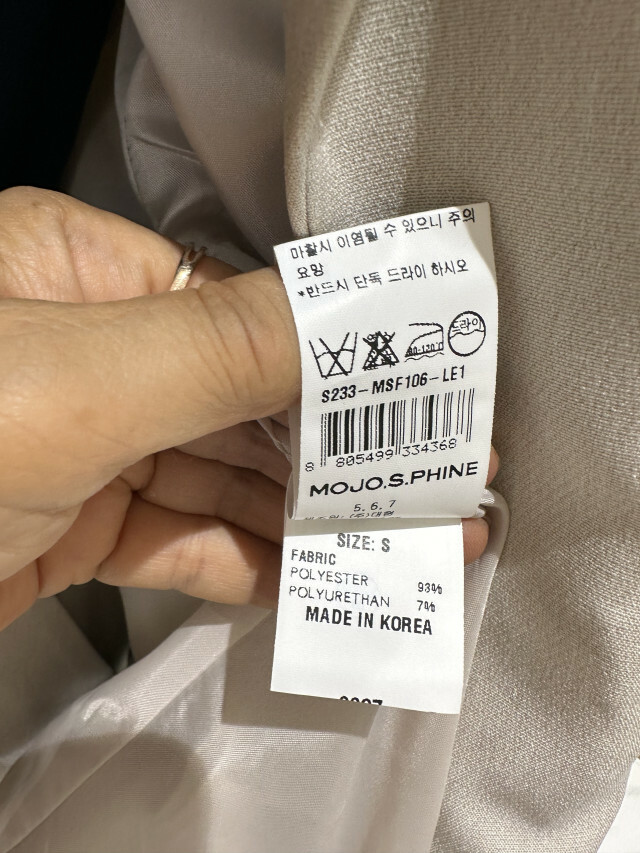 마찰시 이염될 수 있으니 주의
요망
*반드시 단독 드라이 하시오
드라이
80-120℃
S233-MSF106-LE1
8 805499 334368
MOJO.S.PHINE
5. 6. 7
SIZE: S
FABRIC
POLYESTER 93%
POLYURETHAN 7%
MADE IN KOREA